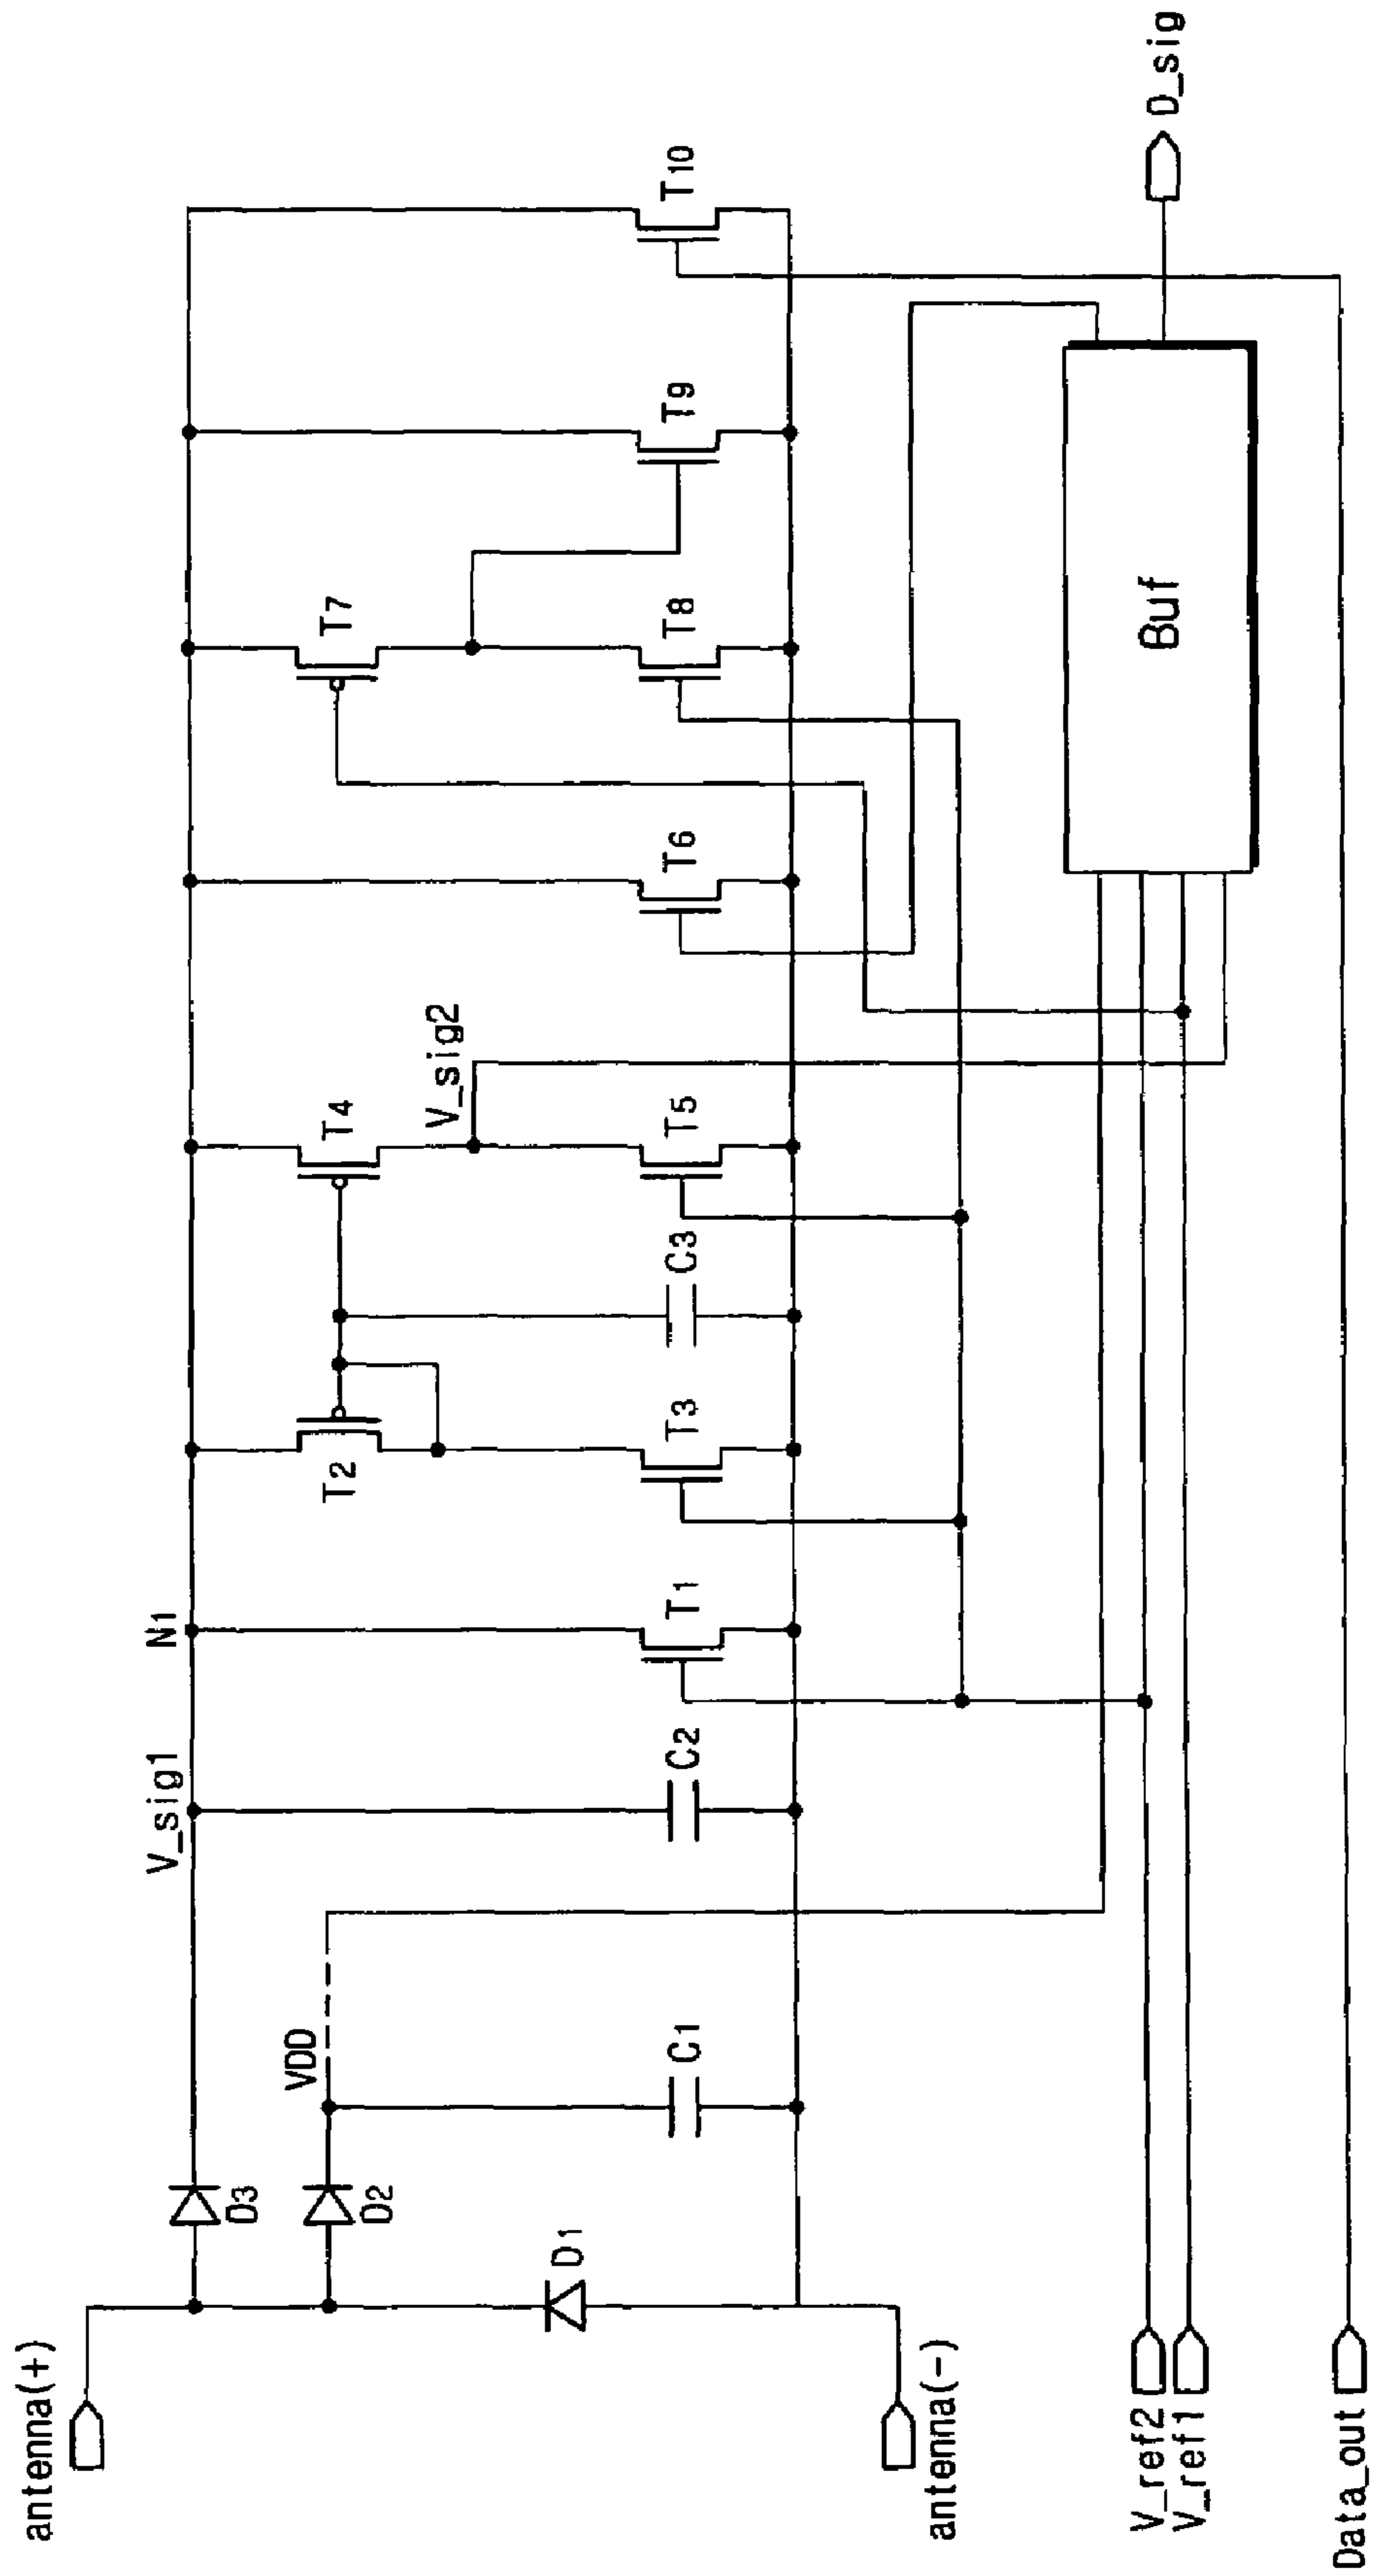 antenna(+)
antenna(-)
D3
D2
D1
VDD
C1
V_sig1
C2
N1
T1
T2
T3
C3
T4
V_sig2
T5
T6
T7
T8
T9
T10
Buf
D_sig
V_ref2
V_ref1
Data_out